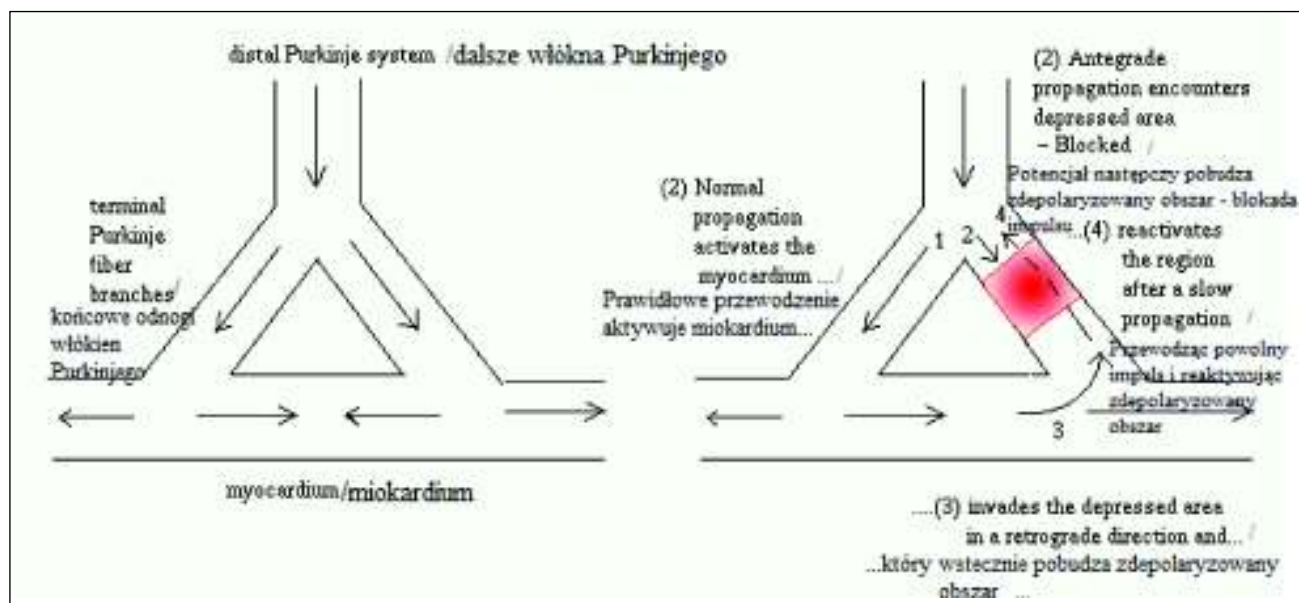 distal Purkinje system /dalsze włókna Purkinjego
terminal
Purkinje
fiber
branches/
końcowe odnogi
włókien
Purkinjego
myocardium/miokardium
(2) Normal
propagation
activates the
myocardium .../
Prawidłowe przewodzenie
aktywuje miokardium...
(2) Antegrade
propagation encounters
depressed area
– Blocked /
Potencjał następczy pobudza
zdepolaryzowany obszar - blokada
impulsu
...(4) reactivates
the region
after a slow
propagation /
Przewodząc powolny
impuls i reaktywując
zdepolaryzowany
obszar
1 2 4
3
....(3) invades the depressed area
in a retrograde direction and... /
...który wstecznie pobudza zdepolaryzowany
obszar ...